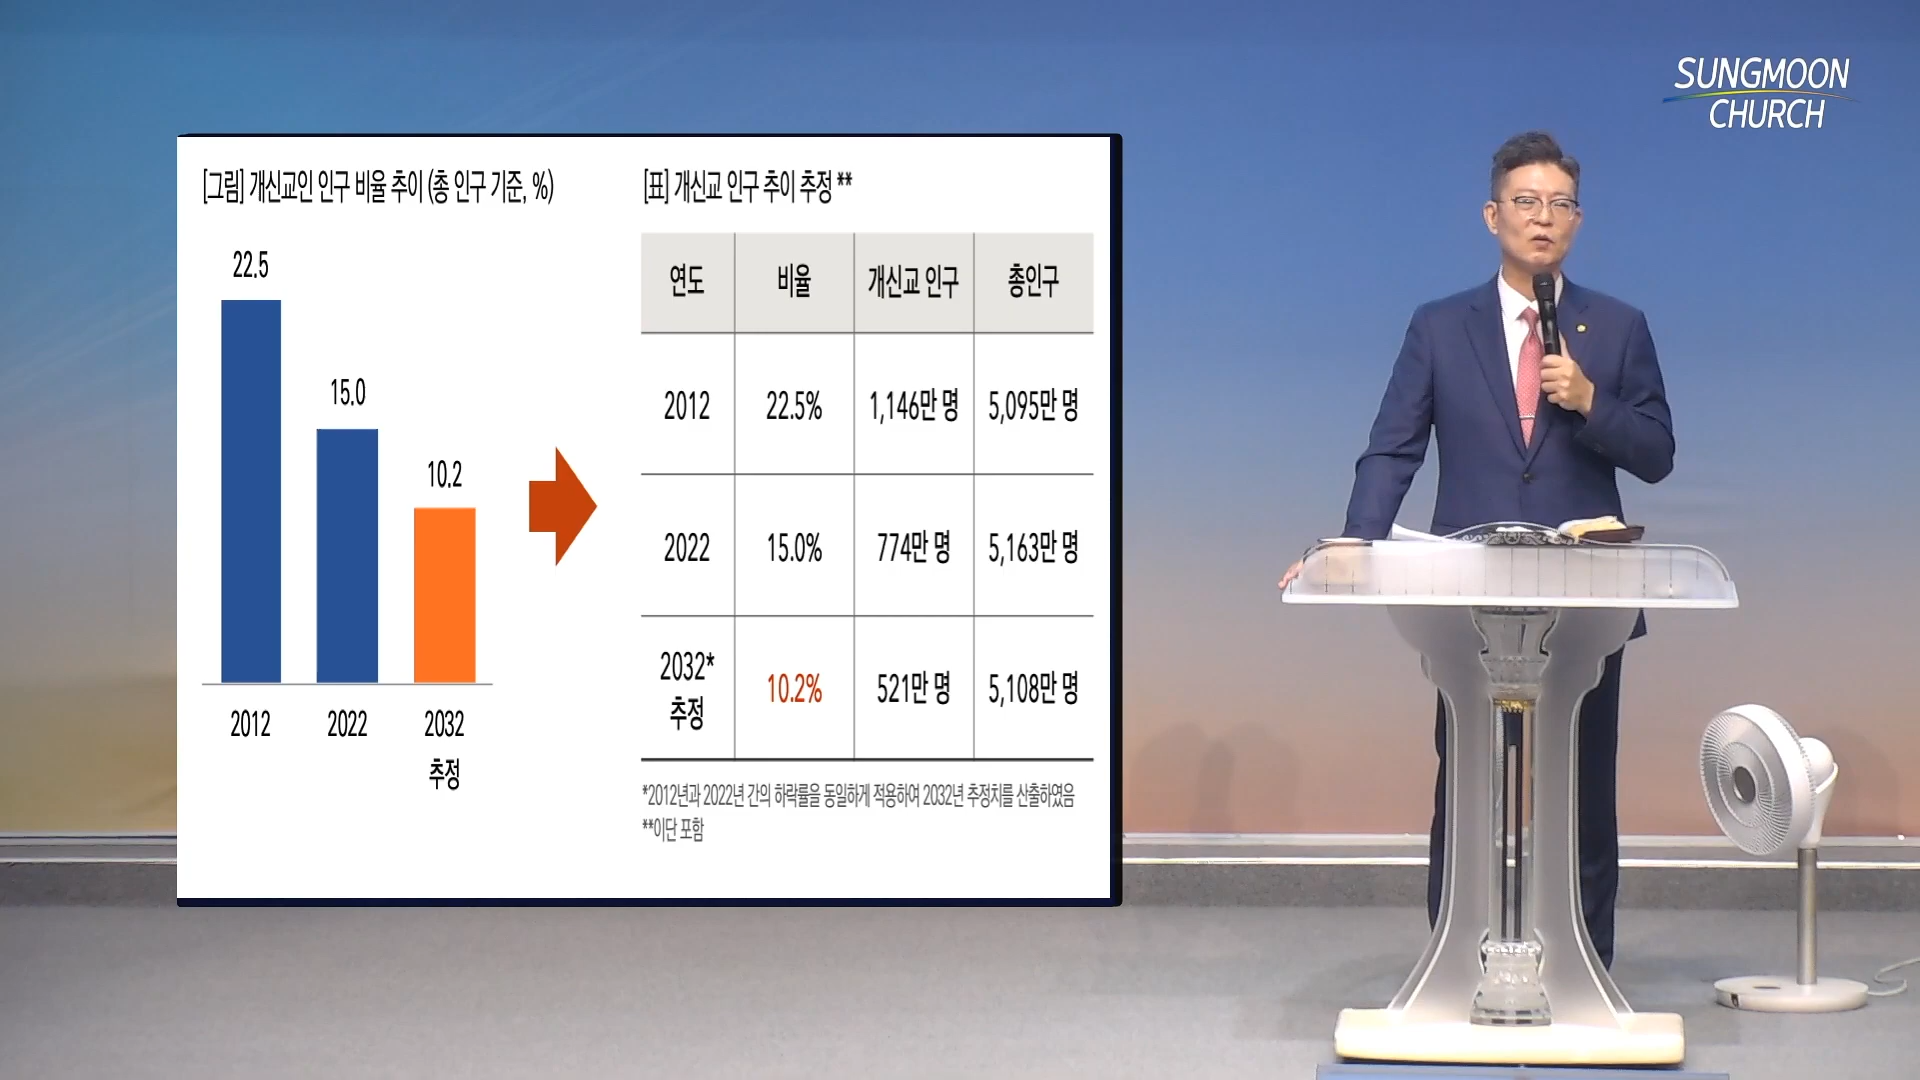 SUNGMOON
CHURCH
[그림] 개신교인 인구 비율 추이 (총 인구 기준, %)
22.5
15.0
10.2
2012
2022
2032
추정
[표] 개신교 인구 추이 추정 **
연도 비율 개신교 인구 총인구
2012 22.5% 1,146만 명 5,095만 명
2022 15.0% 774만 명 5,163만 명
2032*
추정 10.2% 521만 명 5,108만 명
*2012년과 2022년 간의 하락률을 동일하게 적용하여 2032년 추정치를 산출하였음
**이단 포함